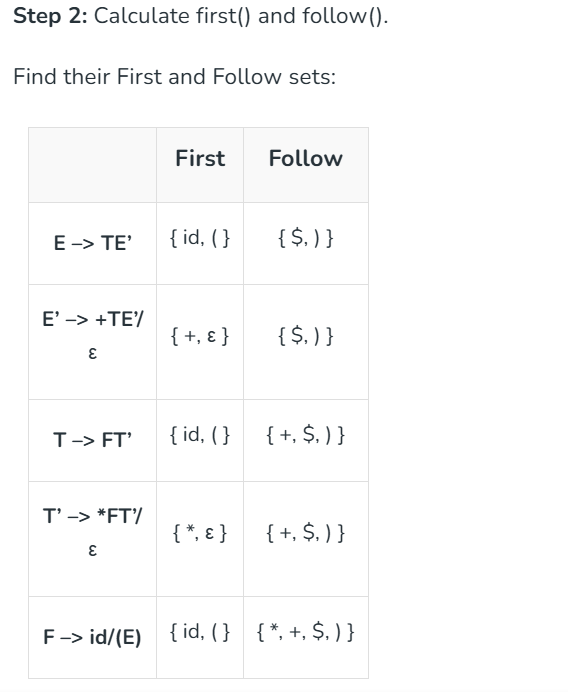 Step 2: Calculate first() and follow().
Find their First and Follow sets:
First Follow
E –> TE’ { id, ( } { $, ) }
E’ –> +TE’/
ε
{ +, ε } { $, ) }
T –> FT’ { id, ( } { +, $, ) }
T’ –> *FT’/
ε
{ *, ε } { +, $, ) }
F –> id/(E) { id, ( } { *, +, $, ) }